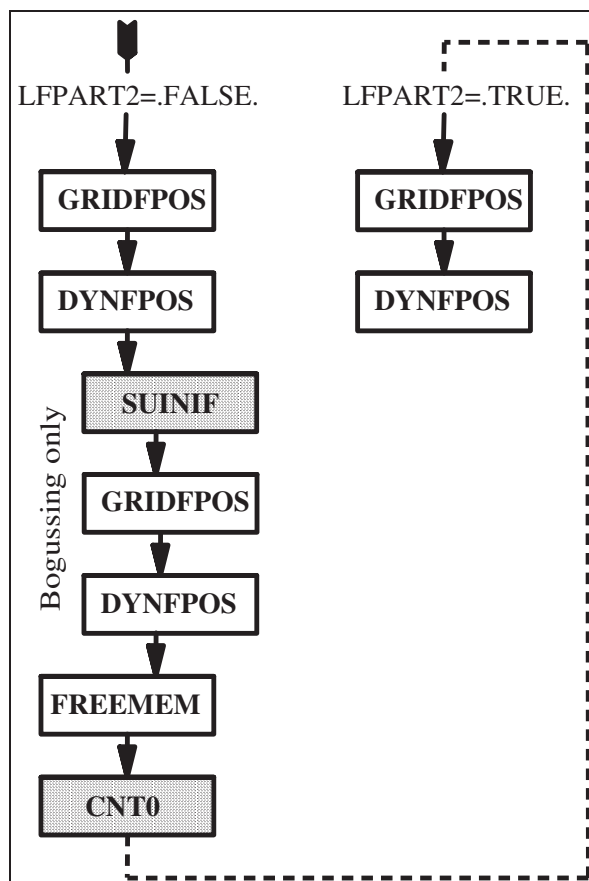 LFPART2=.FALSE.
GRIDFPOS
DYNFPOS
SUINIF
Bogussing only
GRIDFPOS
DYNFPOS
FREEMEM
CNT0
LFPART2=.TRUE.
GRIDFPOS
DYNFPOS